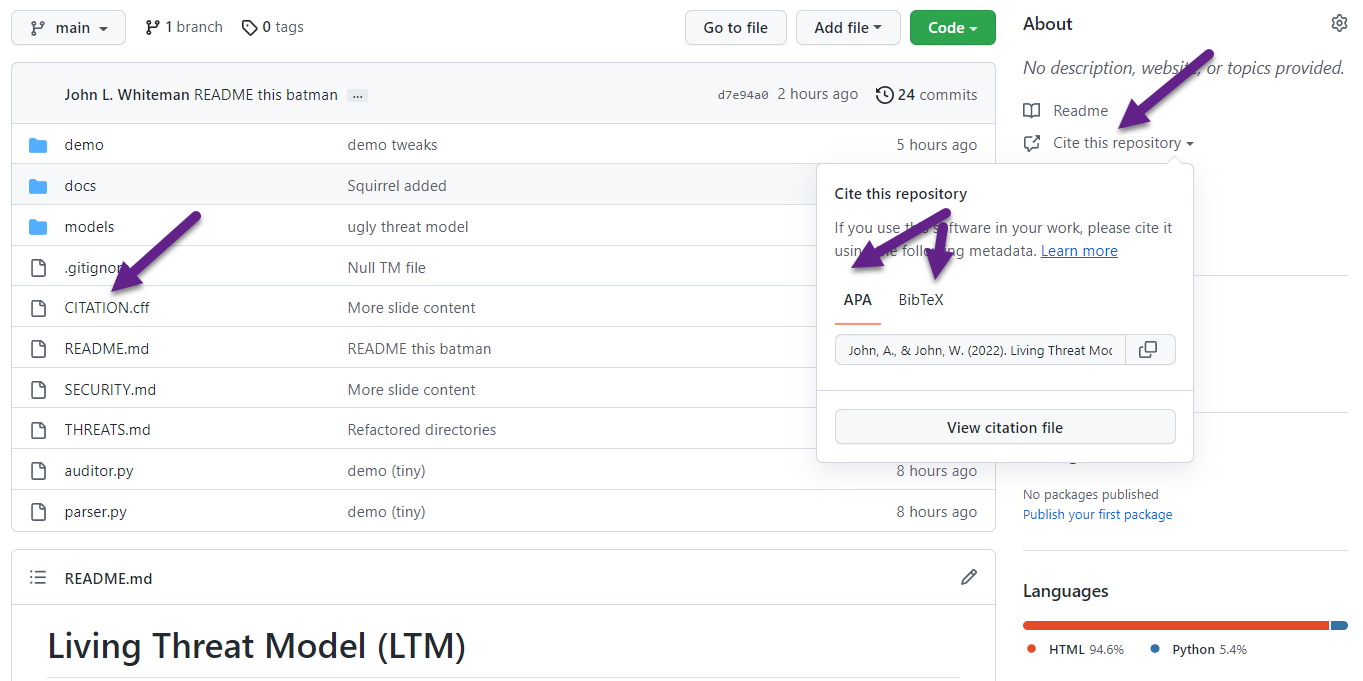 main
1 branch
0 tags
Go to file
Add file
Code
John L. Whiteman README this batman ...
d7e94a0 2 hours ago
24 commits
demo demo tweaks 5 hours ago
docs Squirrel added
models ugly threat model
.gitignor Null TM file
CITATION.cff More slide content
README.md README this batman
SECURITY.md More slide content
THREATS.md Refactored directories
auditor.py demo (tiny) 8 hours ago
parser.py demo (tiny) 8 hours ago
README.md
Living Threat Model (LTM)
About
No description, website, or topics provided.
Readme
Cite this repository
Cite this repository
If you use this software in your work, please cite it
using the following metadata. Learn more
APA BibTeX
John, A., & John, W. (2022). Living Threat Moc
View citation file
No packages published
Publish your first package
Languages
HTML 94.6% Python 5.4%